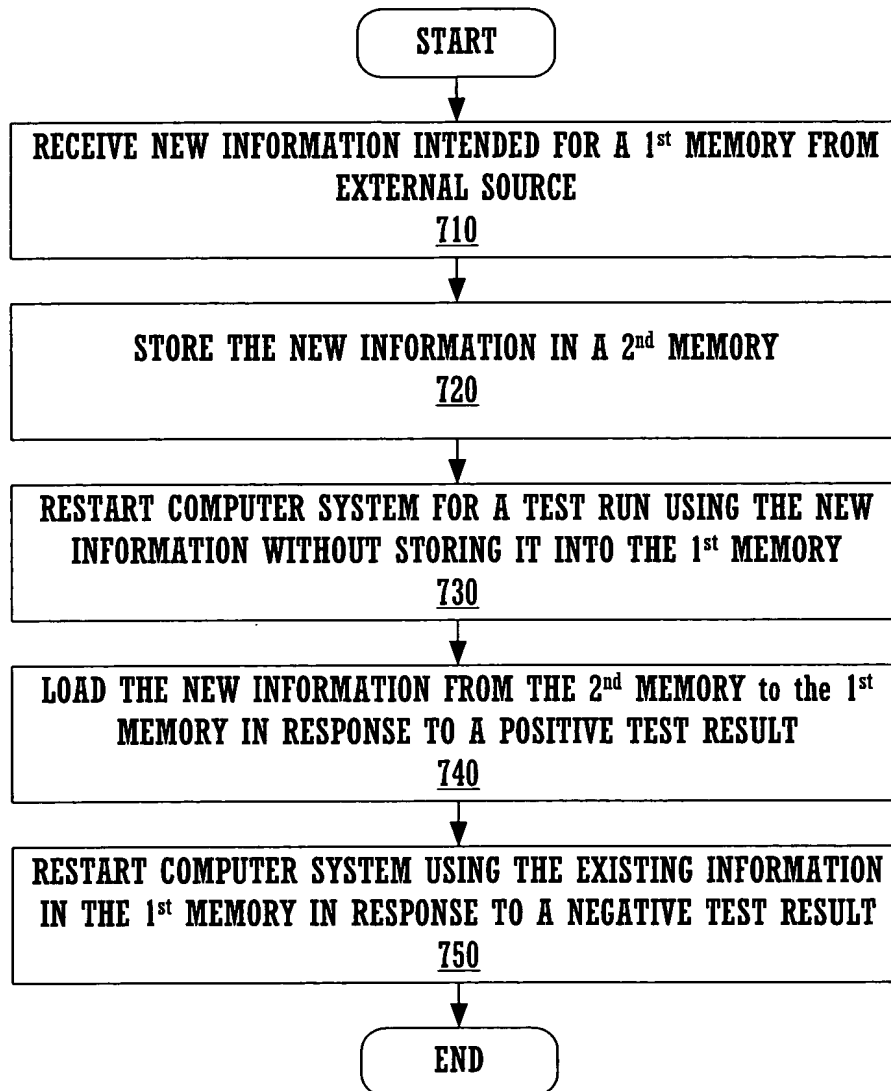 START
RECEIVE NEW INFORMATION INTENDED FOR A 1st MEMORY FROM
EXTERNAL SOURCE
710
STORE THE NEW INFORMATION IN A 2nd MEMORY
720
RESTART COMPUTER SYSTEM FOR A TEST RUN USING THE NEW
INFORMATION WITHOUT STORING IT INTO THE 1st MEMORY
730
LOAD THE NEW INFORMATION FROM THE 2nd MEMORY to the 1st
MEMORY IN RESPONSE TO A POSITIVE TEST RESULT
740
RESTART COMPUTER SYSTEM USING THE EXISTING INFORMATION
IN THE 1st MEMORY IN RESPONSE TO A NEGATIVE TEST RESULT
750
END